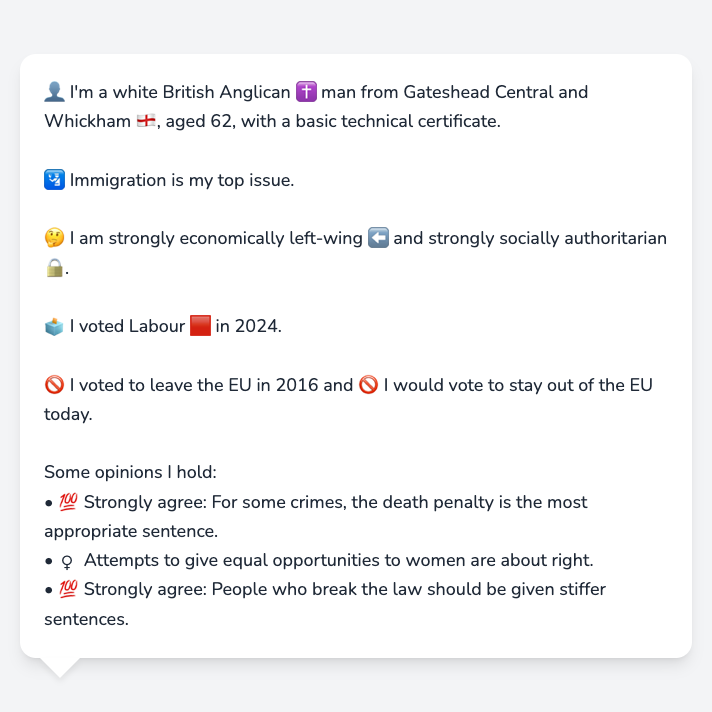 👤 I'm a white British Anglican ✝️ man from Gateshead Central and
Whickham 🏴󠁧󠁢󠁥󠁮󠁧󠁿, aged 62, with a basic technical certificate.
🛂 Immigration is my top issue.
🤔 I am strongly economically left-wing ⬅️ and strongly socially authoritarian
🔒.
🗳️ I voted Labour 🟥 in 2024.
🚫 I voted to leave the EU in 2016 and 🚫 I would vote to stay out of the EU
today.
Some opinions I hold:
• 💯 Strongly agree: For some crimes, the death penalty is the most
appropriate sentence.
• ♀ Attempts to give equal opportunities to women are about right.
• 💯 Strongly agree: People who break the law should be given stiffer
sentences.